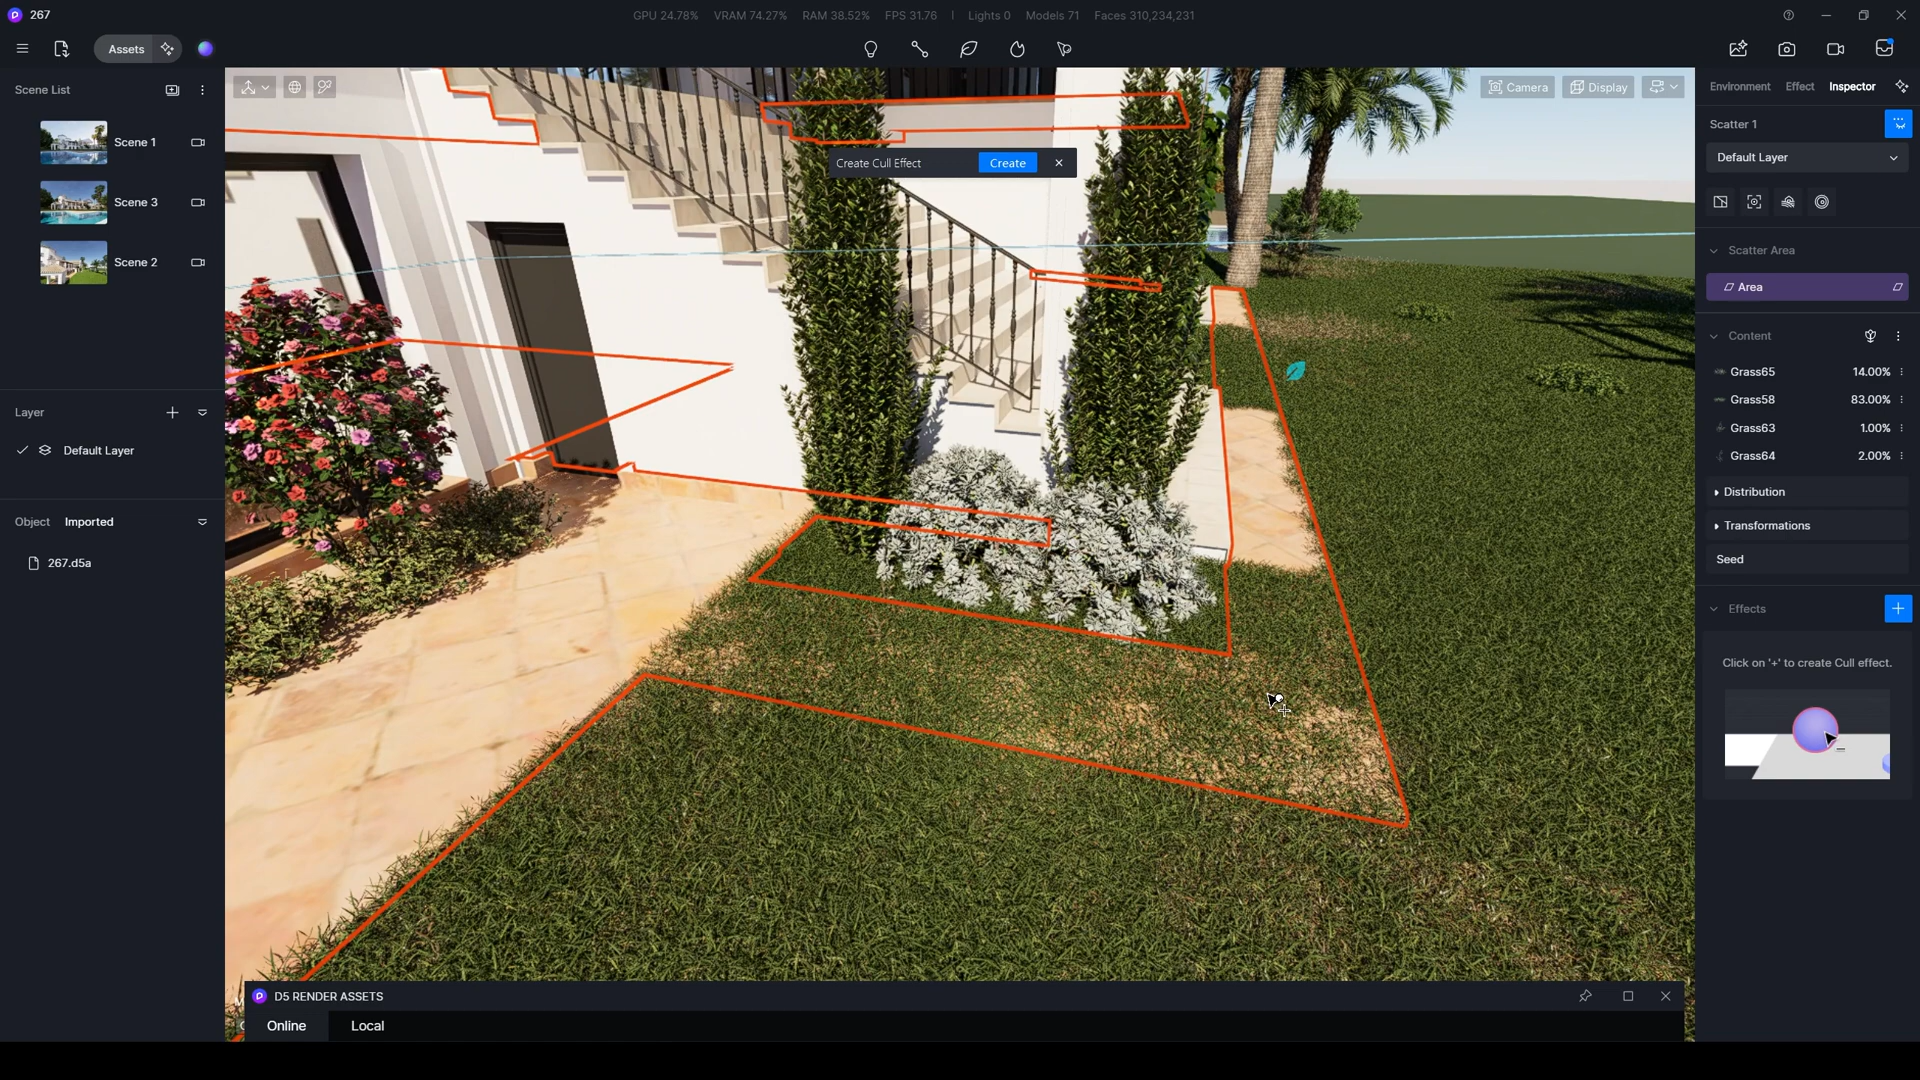 267
GPU 24.78% VRAM 74.27% RAM 38.52% FPS 31.76 | Lights 0 Models 71 Faces 310,234,231
Assets
Scene List
Scene 1
Scene 3
Scene 2
Layer
Default Layer
Object Imported
267.d5a
Camera
Display
Create Cull Effect
Create
D5 RENDER ASSETS
Online
Local
Environment Effect Inspector
Scatter 1
Default Layer
Scatter Area
Area
Content
Grass65 14.00%
Grass58 83.00%
Grass63 1.00%
Grass64 2.00%
Distribution
Transformations
Seed
Effects
Click on '+' to create Cull effect.